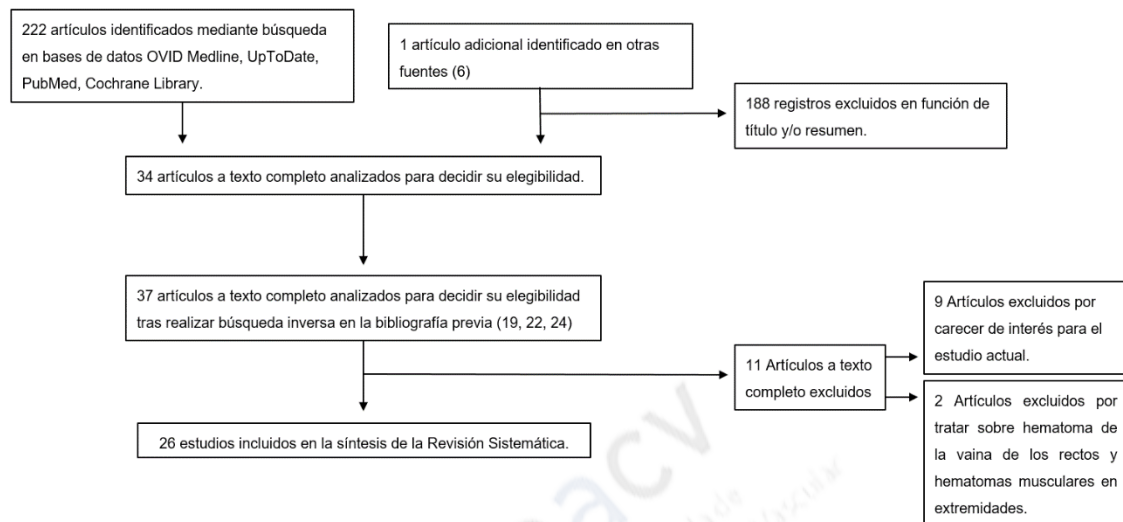 222 artículos identificados mediante búsqueda
en bases de datos OVID Medline, UpToDate,
PubMed, Cochrane Library.
1 artículo adicional identificado en otras
fuentes (6)
188 registros excluidos en función de
título y/o resumen.
34 artículos a texto completo analizados para decidir su elegibilidad.
37 artículos a texto completo analizados para decidir su elegibilidad
tras realizar búsqueda inversa en la bibliografía previa (19, 22, 24)
9 Artículos excluidos por
carecer de interés para el
estudio actual.
11 Artículos a texto
completo excluidos
2 Artículos excluidos por
tratar sobre hematoma de
la vaina de los rectos y
hematomas musculares en
extremidades.
26 estudios incluidos en la síntesis de la Revisión Sistemática.
acv